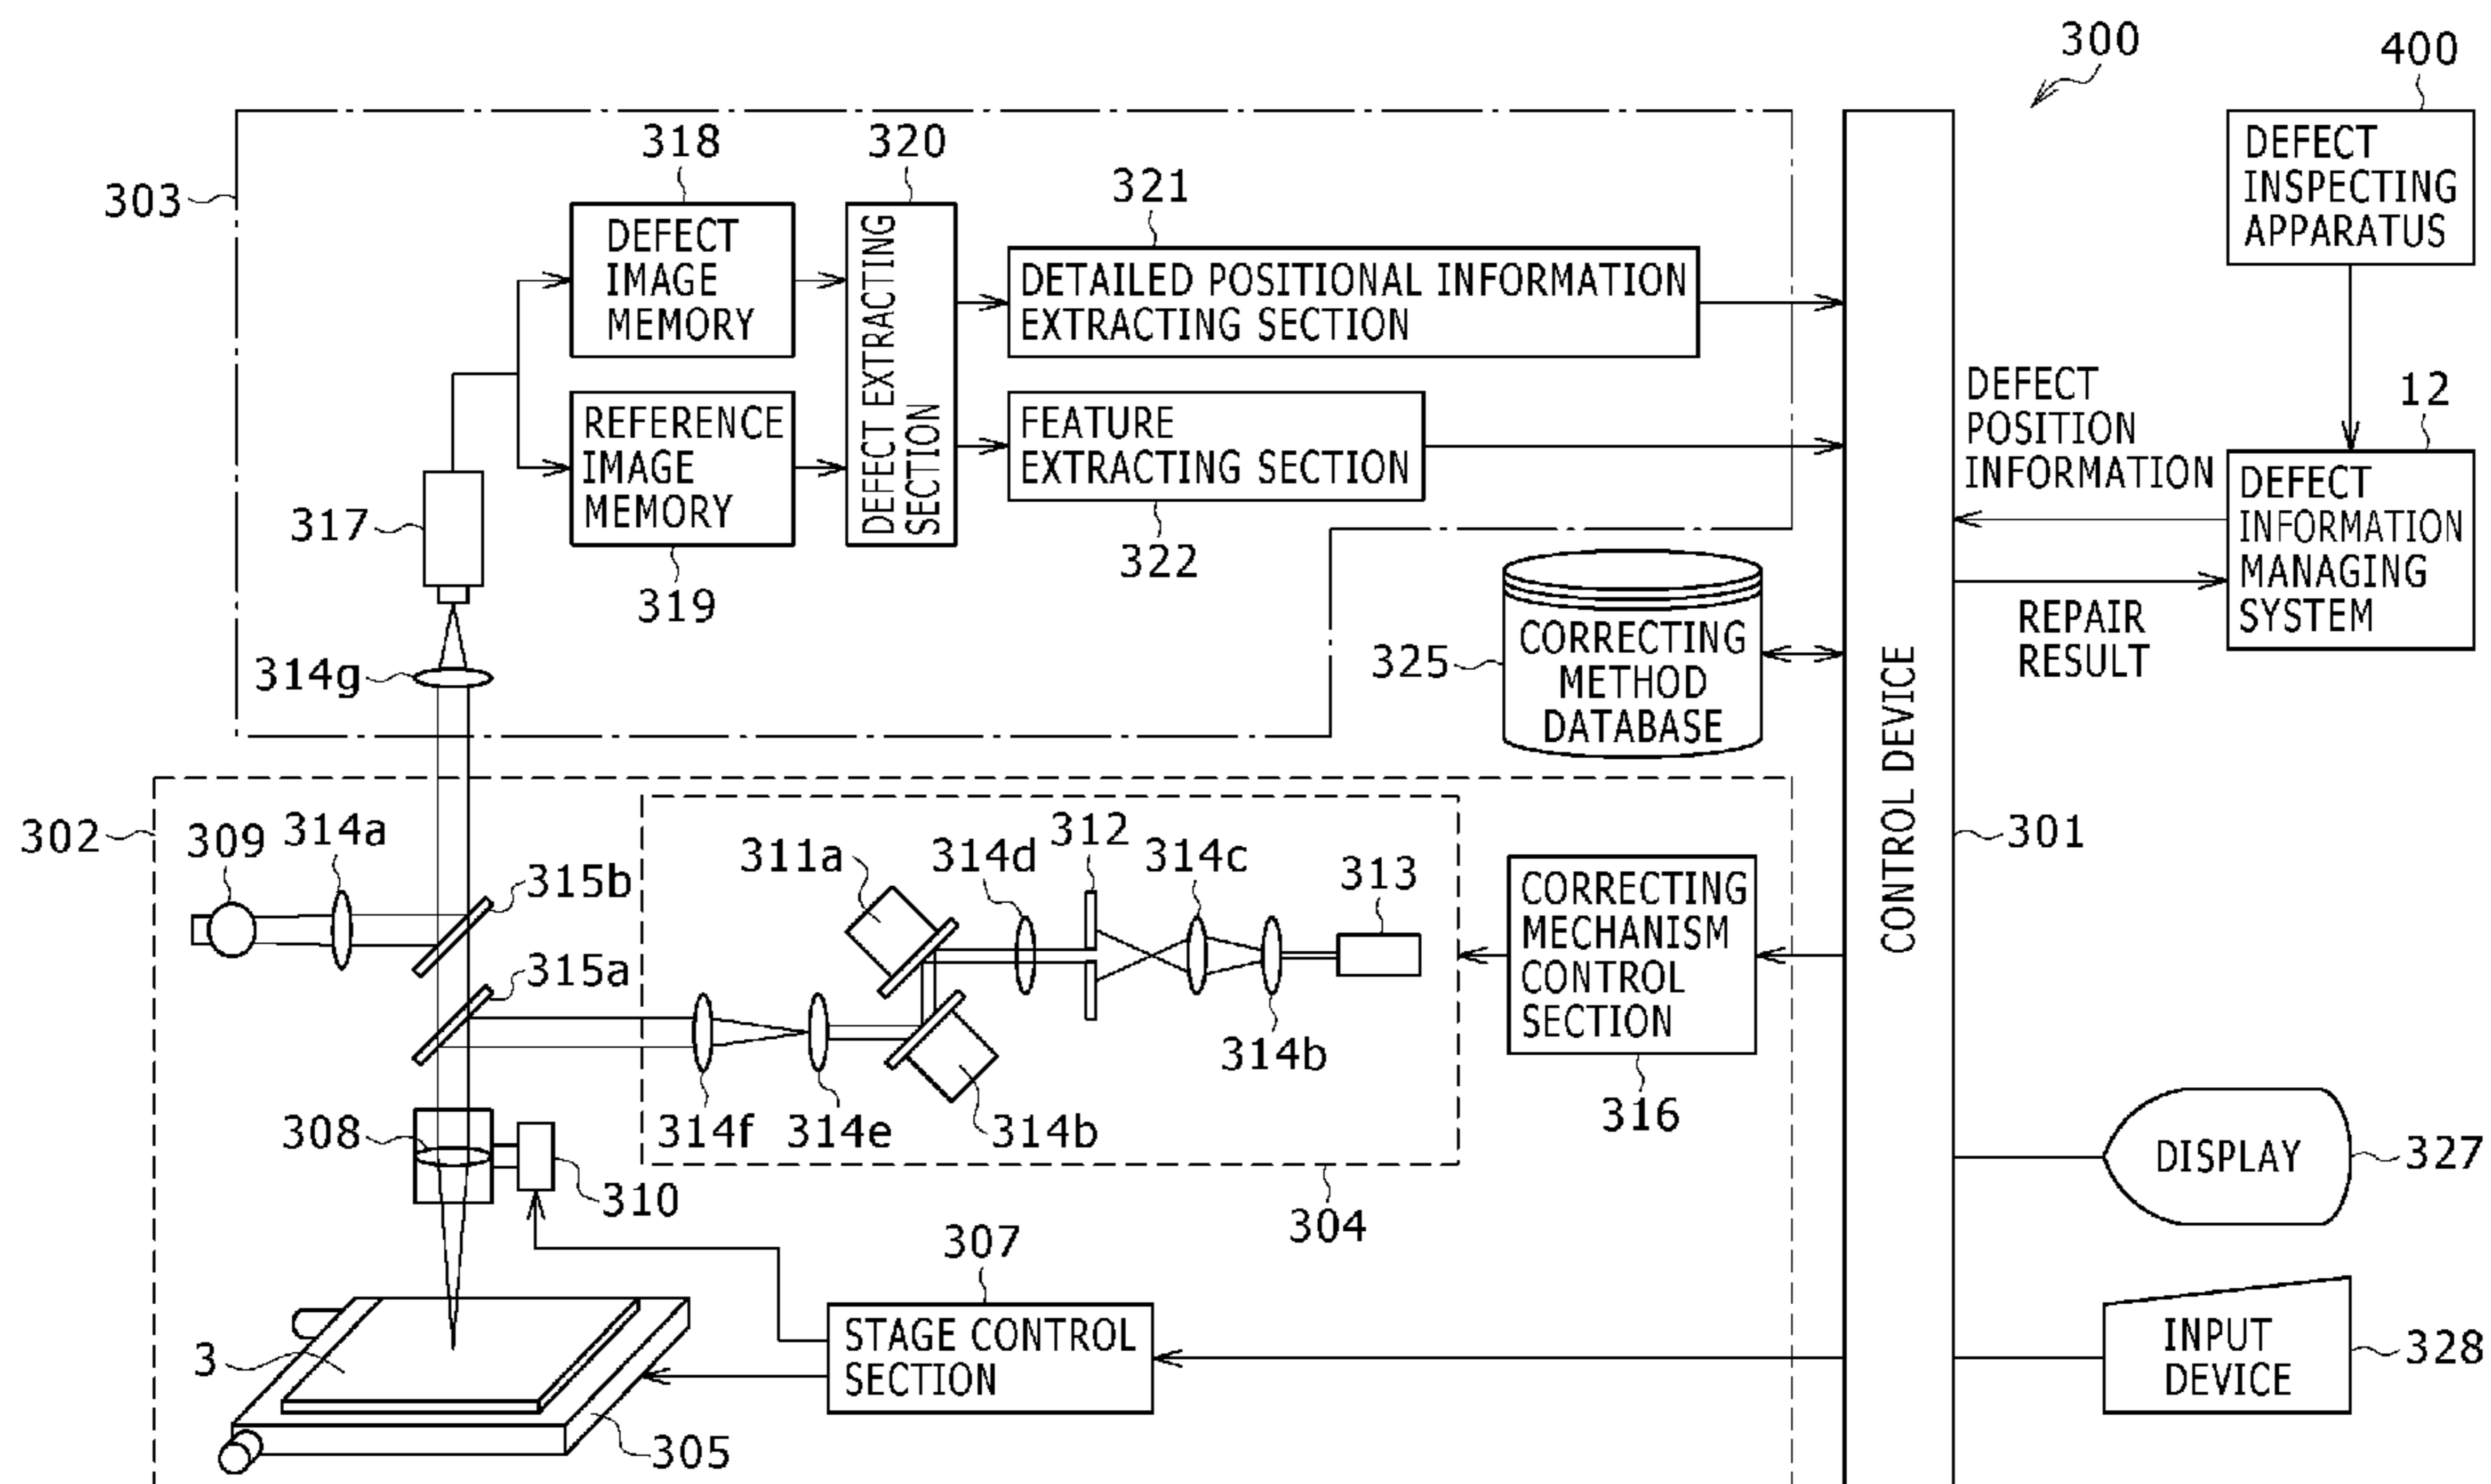 300
400
DEFECT
INSPECTING
APPARATUS
303
318
320
321
DEFECT
IMAGE
MEMORY
DEFECT EXTRACTING
SECTION
DETAILED POSITIONAL INFORMATION
EXTRACTING SECTION
REFERENCE
IMAGE
MEMORY
FEATURE
EXTRACTING SECTION
317
319
322
314g
DEFECT
POSITION
INFORMATION
12
DEFECT
INFORMATION
MANAGING
SYSTEM
REPAIR
RESULT
325
CORRECTING
METHOD
DATABASE
CONTROL DEVICE
301
302
309
314a
315b
315a
311a
314d
312
314c
313
314b
CORRECTING
MECHANISM
CONTROL
SECTION
316
308
314f
314e
314b
310
304
307
STAGE CONTROL
SECTION
3
305
DISPLAY
327
INPUT
DEVICE
328